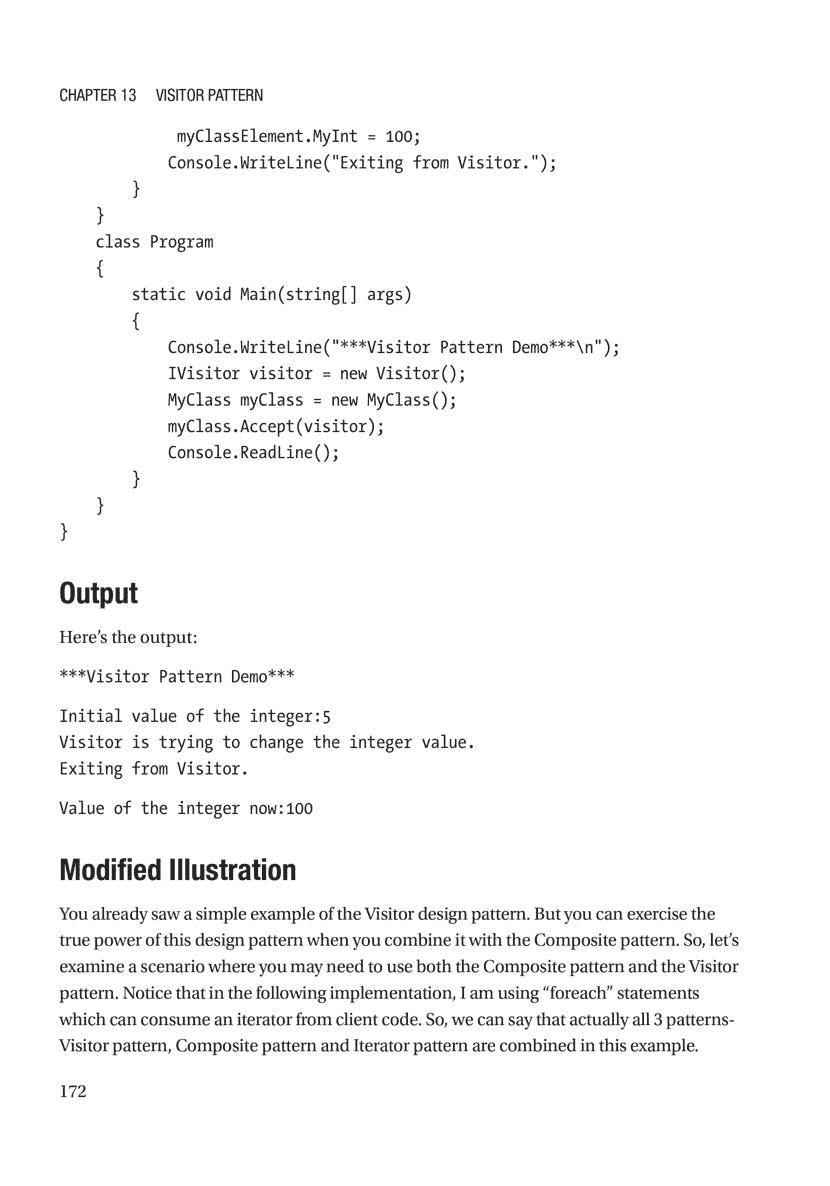 CHAPTER 13 VISITOR PATTERN
myClassElement.MyInt = 100;
Console.WriteLine("Exiting from Visitor.");
}
}
class Program
{
static void Main(string[] args)
{
Console.WriteLine("***Visitor Pattern Demo***\n");
IVisitor visitor = new Visitor();
MyClass myClass = new MyClass();
myClass.Accept(visitor);
Console.ReadLine();
}
}
}
Output
Here’s the output:
***Visitor Pattern Demo***
Initial value of the integer:5
Visitor is trying to change the integer value.
Exiting from Visitor.
Value of the integer now:100
Modified Illustration
You already saw a simple example of the Visitor design pattern. But you can exercise the
true power of this design pattern when you combine it with the Composite pattern. So, let’s
examine a scenario where you may need to use both the Composite pattern and the Visitor
pattern. Notice that in the following implementation, I am using “foreach” statements
which can consume an iterator from client code. So, we can say that actually all 3 patterns-
Visitor pattern, Composite pattern and Iterator pattern are combined in this example.
172